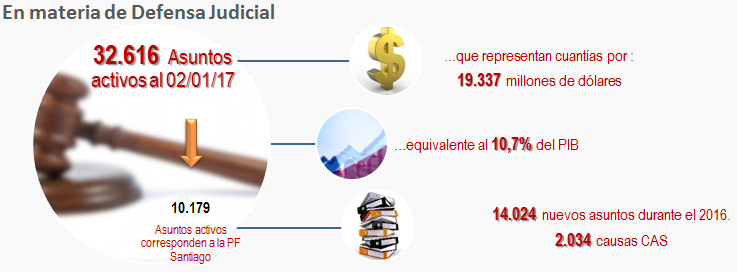 En materia de Defensa Judicial
32.616 Asuntos
activos al 02/01/17
10.179
Asuntos activos
corresponden a la PF
Santiago
...que representan cuantías por :
19.337 millones de dólares
...equivalente al 10,7% del PIB
14.024 nuevos asuntos durante el 2016.
2.034 causas CAS